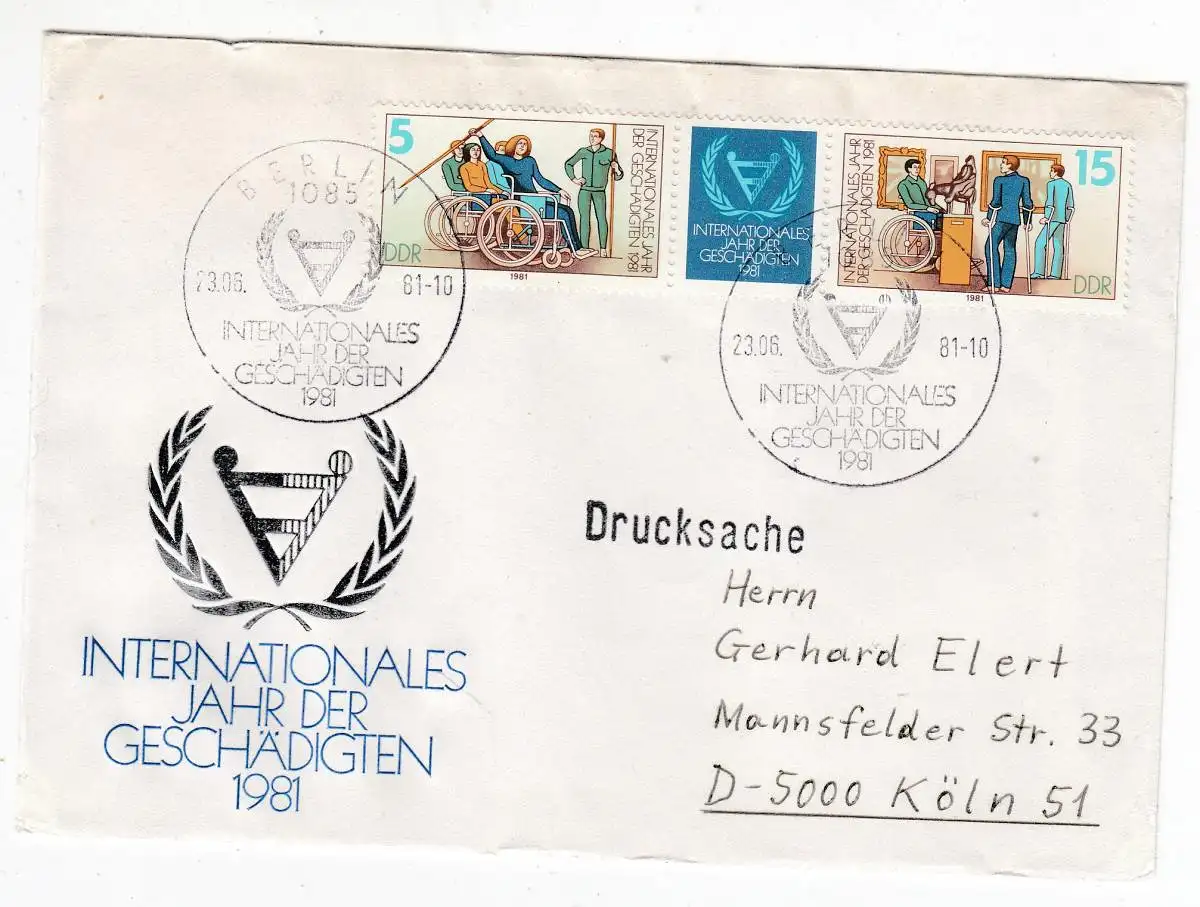 5
INTERNATIONALES JAHR
DER GESCHÄDIGTEN 1981
DDR
1981
INTERNATIONALES
JAHR DER
GESCHÄDIGTEN
1981
15
INTERNATIONALES JAHR
DER GESCHÄDIGTEN 1981
DDR
1981
BERLIN
1085
23.06. 81-10
INTERNATIONALES
JAHR DER
GESCHÄDIGTEN
1981
23.06. 81-10
INTERNATIONALES
JAHR DER
GESCHÄDIGTEN
1981
INTERNATIONALES
JAHR DER
GESCHÄDIGTEN
1981
Drucksache
Herrn
Gerhard Elert
Mannsfelder Str. 33
D-5000 Köln 51